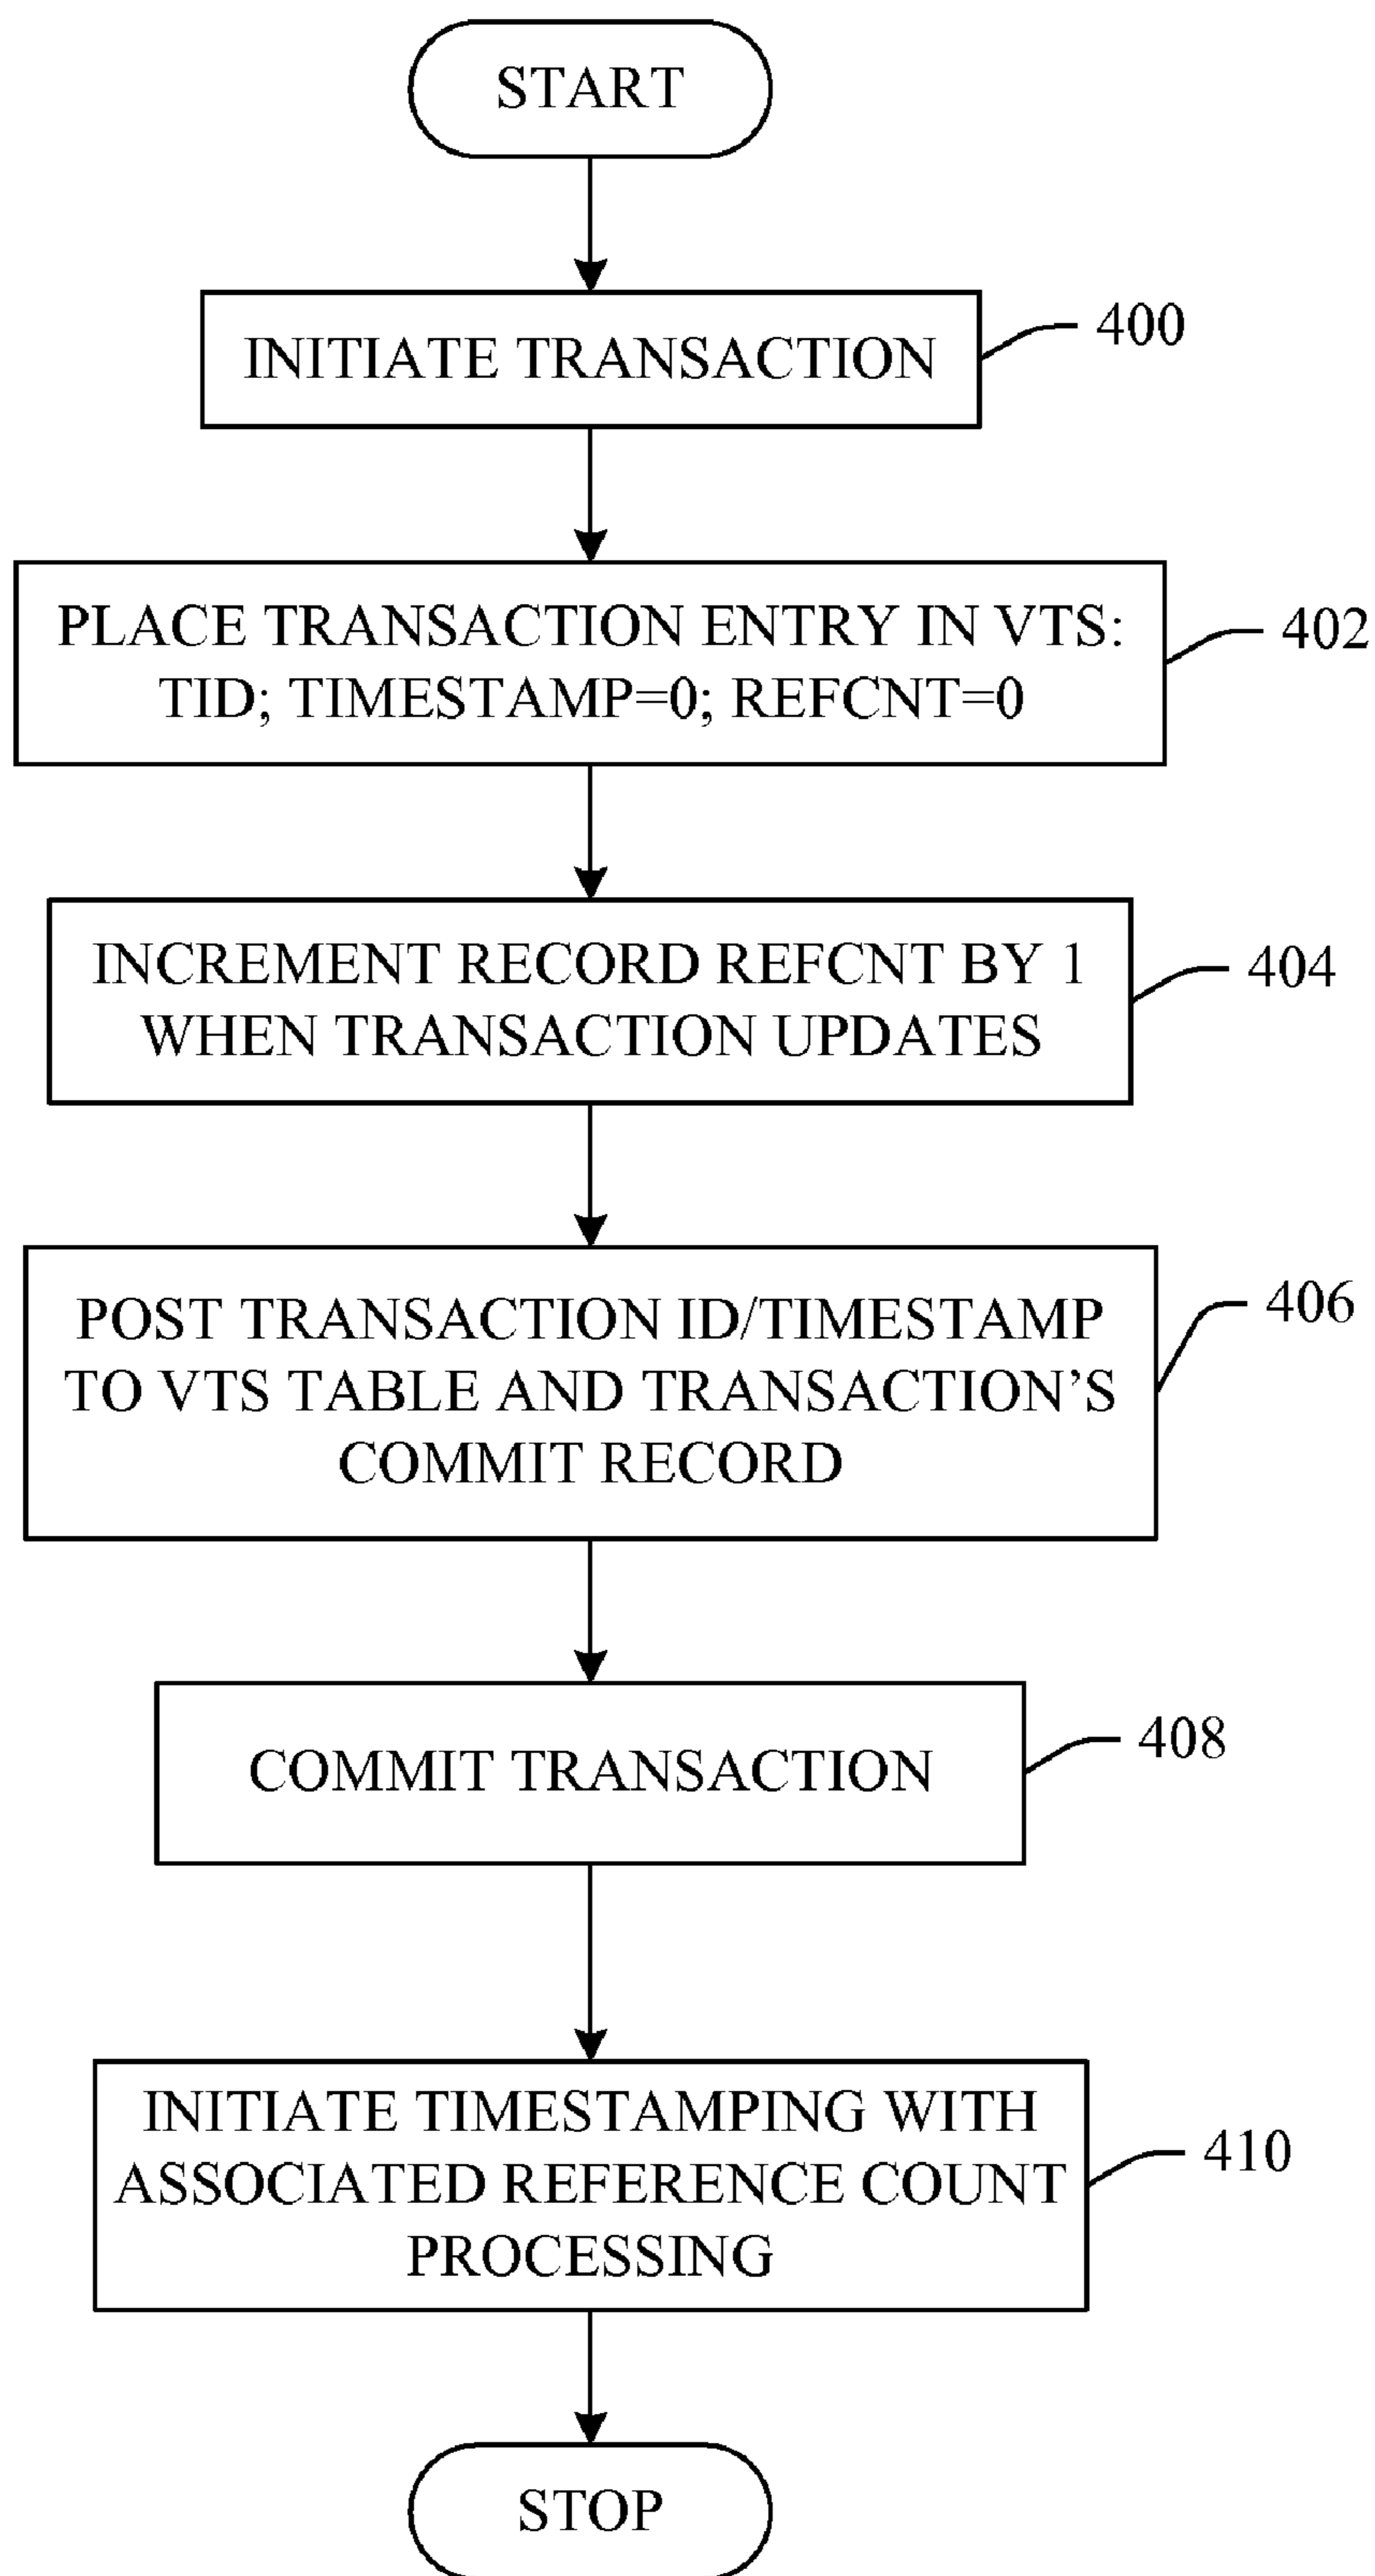 START
INITIATE TRANSACTION
400
PLACE TRANSACTION ENTRY IN VTS:
TID; TIMESTAMP=0; REFCNT=0
402
INCREMENT RECORD REFCNT BY 1
WHEN TRANSACTION UPDATES
404
POST TRANSACTION ID/TIMESTAMP
TO VTS TABLE AND TRANSACTION’S
COMMIT RECORD
406
COMMIT TRANSACTION
408
INITIATE TIMESTAMPING WITH
ASSOCIATED REFERENCE COUNT
PROCESSING
410
STOP